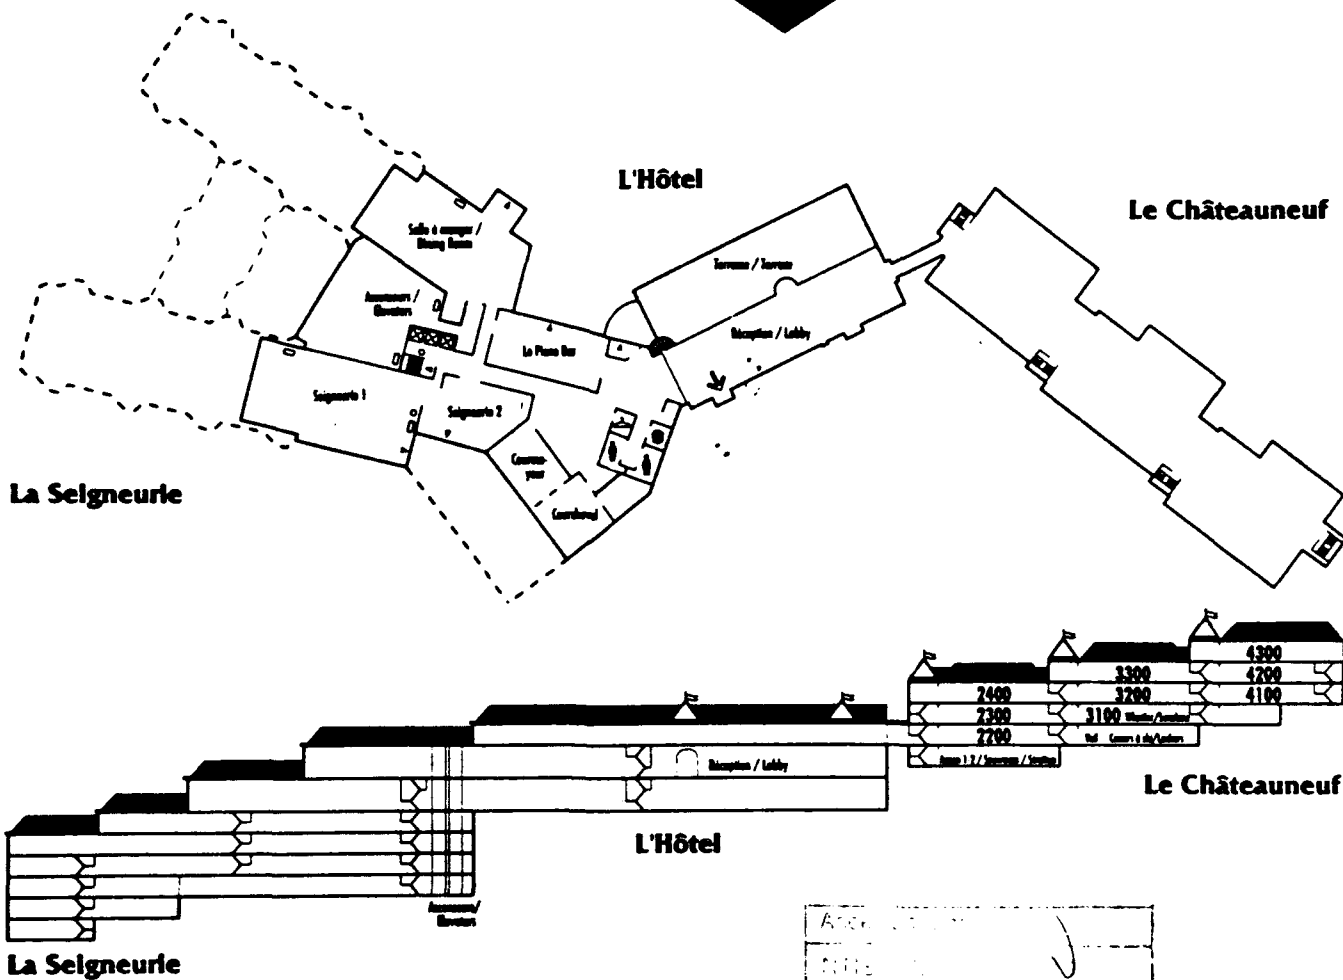 L'Hôtel
Le Châteauneuf
Salle à manger /
Dining Room
Terrasse / Terrace
Ascenseurs /
Elevators
Réception / Lobby
Le Piano Bar
Seigneurie 1
Seigneurie 2
La Seigneurie
Courchevel
4300
3300
4200
2400
3200
4100
2300
3100
2200
Réception / Lobby
Le Châteauneuf
L'Hôtel
Ascenseurs/
Elevators
La Seigneurie